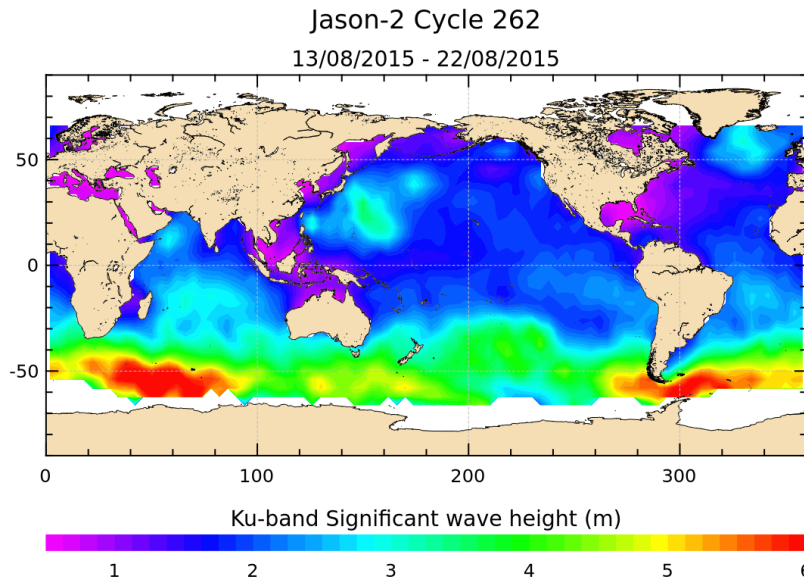 Jason-2 Cycle 262
13/08/2015 - 22/08/2015
50
0
-50
0 100 200 300
Ku-band Significant wave height (m)
1 2 3 4 5 6